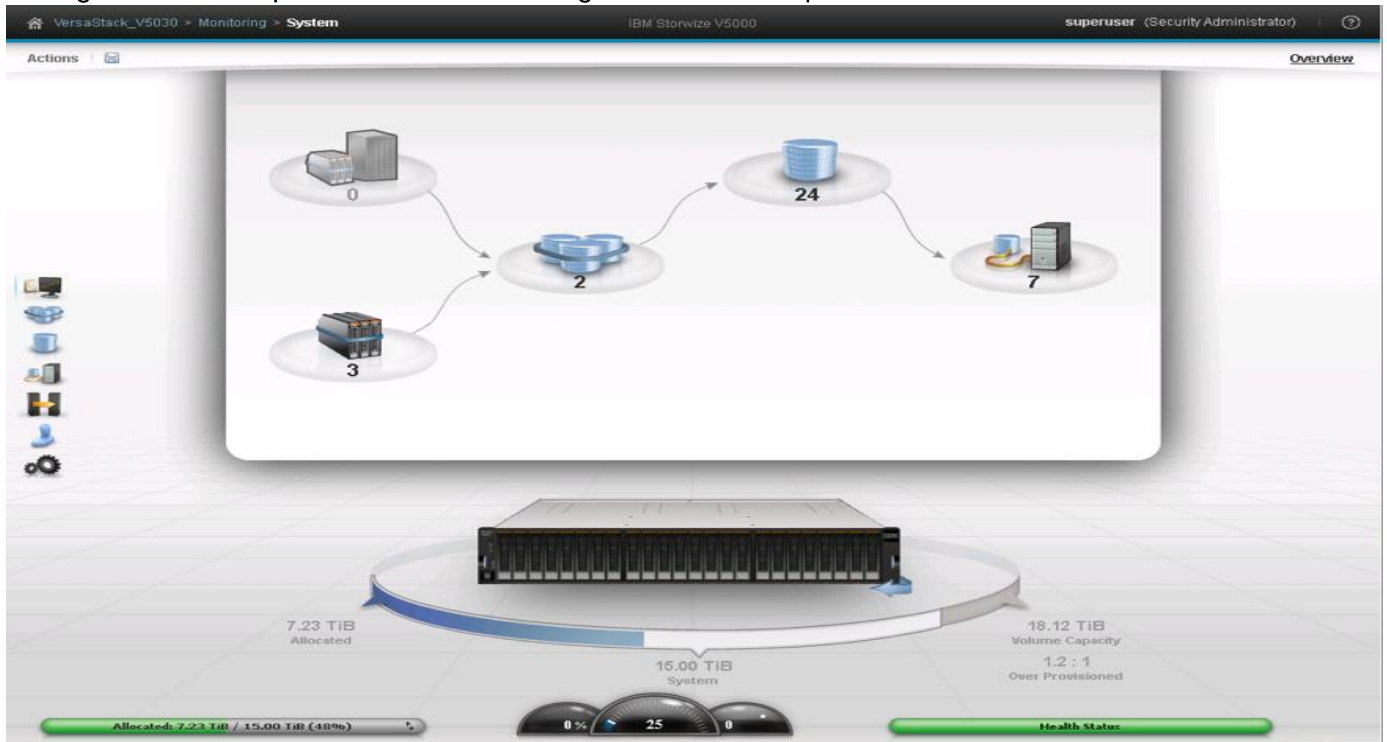 VersaStack_V5030 > Monitoring > System
IBM Storwize V5000
superuser (Security Administrator)
?
Actions
Overview
0
24
2
7
3
7.23 TiB
Allocated
18.12 TiB
Volume Capacity
15.00 TiB
System
1.2 : 1
Over Provisioned
Allocated: 7.23 TiB / 15.00 TiB (48%)
0 %
25
0
Health Status